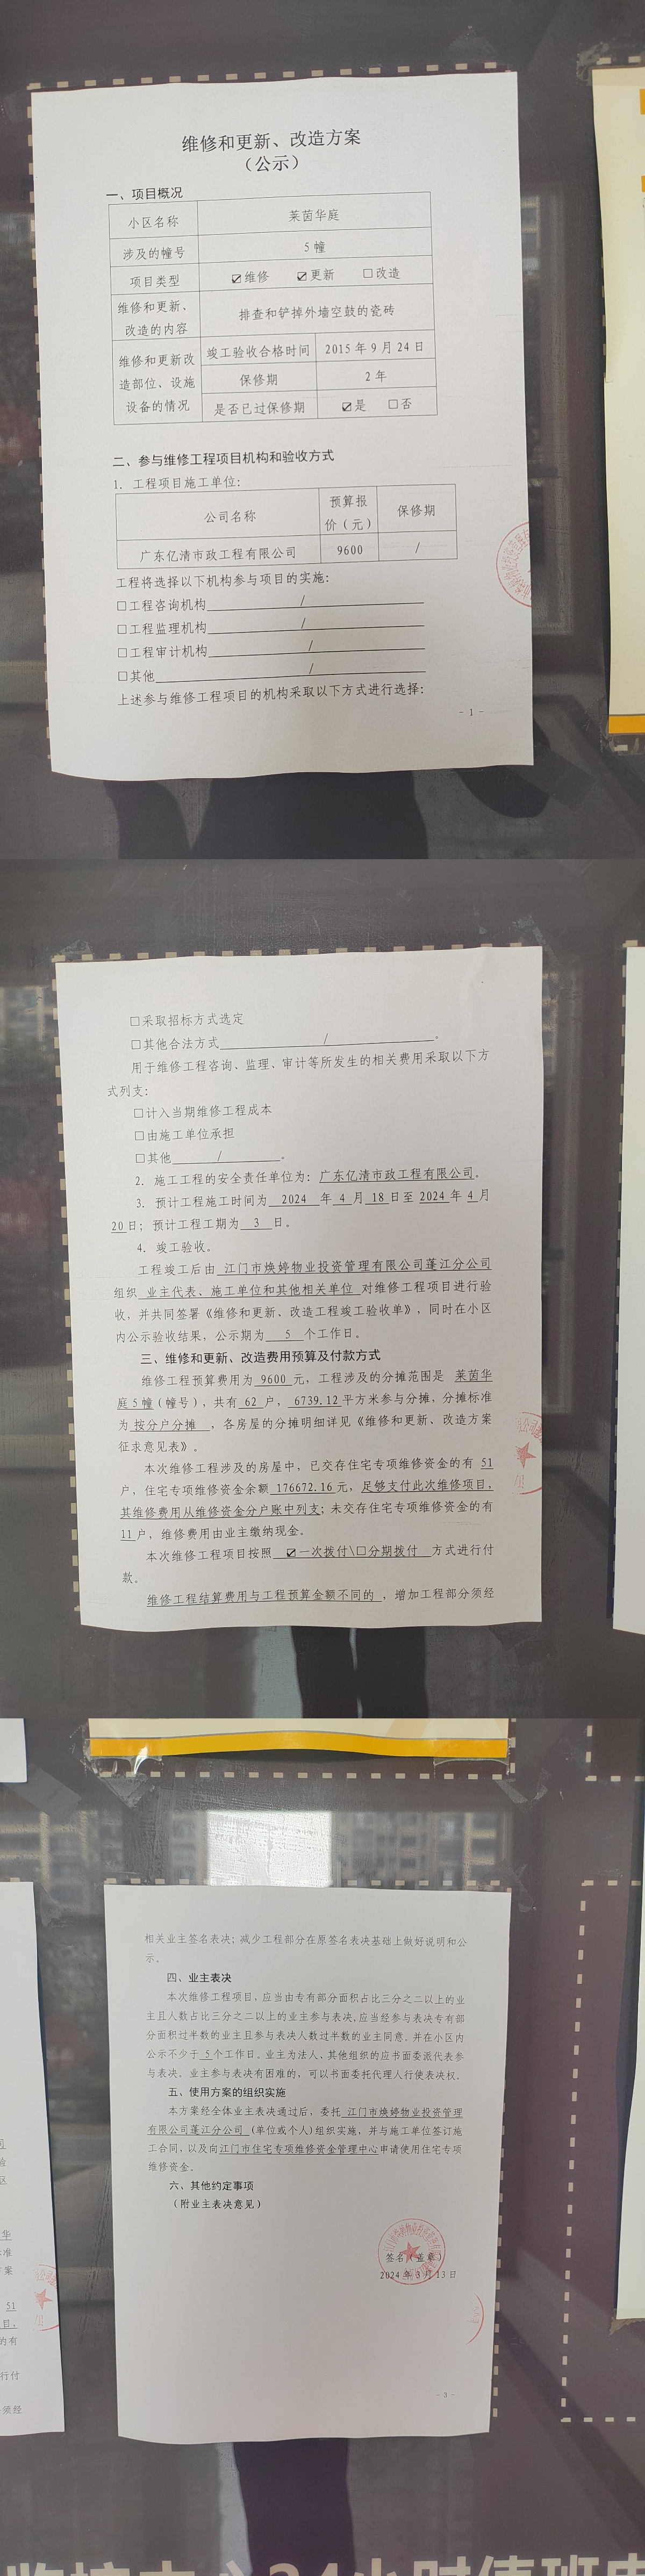 维修和更新、改造方案
（公示）
一、项目概况
小区名称 莱茵华庭
涉及的幢号 5幢
项目类型 ☑维修 ☑更新 □改造
维修和更新、
改造的内容 排查和铲掉外墙空鼓的瓷砖
维修和更新改
造部位、设施
设备的情况
竣工验收合格时间 2015年9月24日
保修期 2年
是否已过保修期 ☑是 □否
二、参与维修工程项目机构和验收方式
1. 工程项目施工单位：
公司名称 预算报
价（元） 保修期
广东亿清市政工程有限公司 9600 /
工程将选择以下机构参与项目的实施：
□工程咨询机构 /
□工程监理机构 /
□工程审计机构 /
□其他 /
上述参与维修工程项目的机构采取以下方式进行选择：
- 1 -
□采取招标方式选定
□其他合法方式 / 。
用于维修工程咨询、监理、审计等所发生的相关费用采取以下方
式列支：
□计入当期维修工程成本
□由施工单位承担
□其他 / 。
2. 施工工程的安全责任单位为：广东亿清市政工程有限公司。
3. 预计工程施工时间为 2024 年 4 月 18 日至 2024 年 4 月
20 日；预计工程工期为 3 日。
4. 竣工验收。
工程竣工后由 江门市焕婷物业投资管理有限公司蓬江分公司
组织 业主代表、施工单位和其他相关单位 对维修工程项目进行验
收，并共同签署《维修和更新、改造工程竣工验收单》，同时在小区
内公示验收结果，公示期为 5 个工作日。
三、维修和更新、改造费用预算及付款方式
维修工程预算费用为 9600 元，工程涉及的分摊范围是 莱茵华
庭5幢（幢号），共有 62 户， 6739.12 平方米参与分摊，分摊标准
为 按分户分摊 ，各房屋的分摊明细详见《维修和更新、改造方案
征求意见表》。
本次维修工程涉及的房屋中，已交存住宅专项维修资金的有 51
户，住宅专项维修资金余额 176672.16 元，足够支付此次维修项目，
其维修费用从维修资金分户账中列支；未交存住宅专项维修资金的有
11 户，维修费用由业主缴纳现金。
本次维修工程项目按照 ☑一次拨付\□分期拨付 方式进行付
款。
维修工程结算费用与工程预算金额不同的 ，增加工程部分须经
相关业主签名表决；减少工程部分在原签名表决基础上做好说明和公
示。
四、业主表决
本次维修工程项目，应当由专有部分面积占比三分之二以上的业
主且人数占比三分之二以上的业主参与表决，应当经参与表决专有部
分面积过半数的业主且参与表决人数过半数的业主同意，并在小区内
公示不少于 5 个工作日。业主为法人、其他组织的应书面委派代表参
与表决。业主参与表决有困难的，可以书面委托代理人行使表决权。
五、使用方案的组织实施
本方案经全体业主表决通过后，委托 江门市焕婷物业投资管理
有限公司蓬江分公司 （单位或个人）组织实施，并与施工单位签订施
工合同，以及向江门市住宅专项维修资金管理中心申请使用住宅专项
维修资金。
六、其他约定事项
（附业主表决意见）
签名（盖章）
2024年3月13日
- 3 -